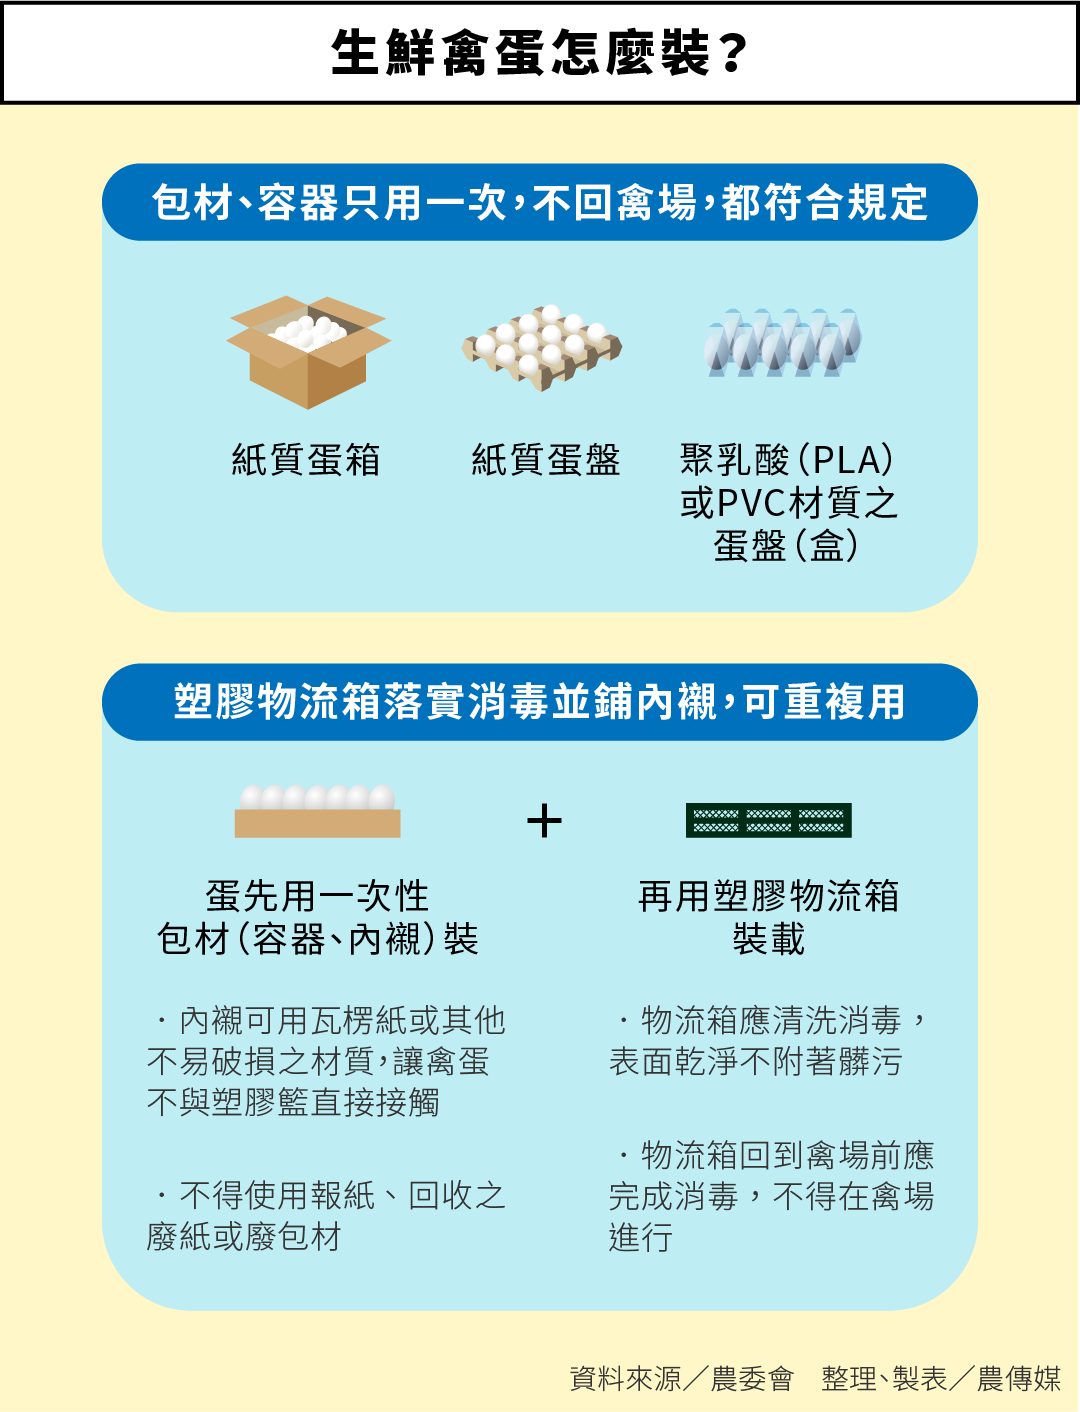 生鮮禽蛋怎麼裝？
包材、容器只用一次，不回禽場，都符合規定
紙質蛋箱
紙質蛋盤
聚乳酸（PLA）
或PVC材質之
蛋盤（盒）
塑膠物流箱落實消毒並鋪內襯，可重複用
+
蛋先用一次性
包材（容器、內襯）裝
．內襯可用瓦楞紙或其他
不易破損之材質，讓禽蛋
不與塑膠籃直接接觸
．不得使用報紙、回收之
廢紙或廢包材
再用塑膠物流箱
裝載
．物流箱應清洗消毒，
表面乾淨不附著髒污
．物流箱回到禽場前應
完成消毒，不得在禽場
進行
資料來源／農委會　整理、製表／農傳媒